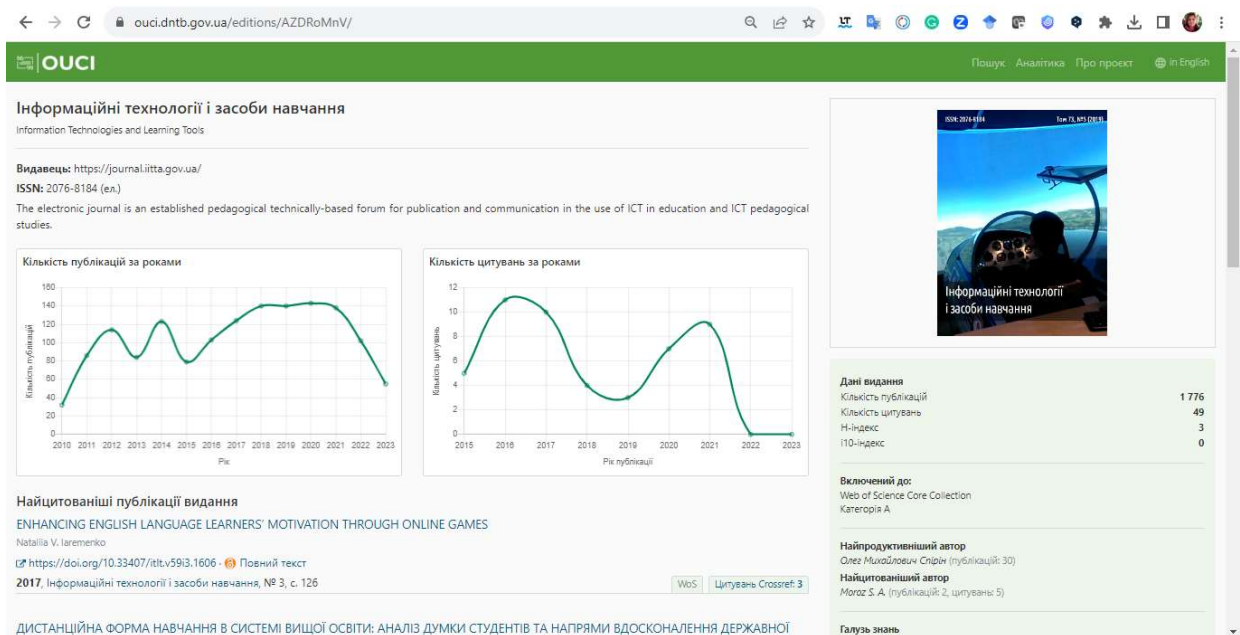 ouci.dntb.gov.ua/editions/AZDRoMnV/
OUCI
Пошук Аналітика Про проєкт in English
Інформаційні технології і засоби навчання
Information Technologies and Learning Tools
Видавець: https://journal.iitta.gov.ua/
ISSN: 2076-8184 (ел.)
The electronic journal is an established pedagogical technically-based forum for publication and communication in the use of ICT in education and ICT pedagogical
studies.
Кількість публікацій за роками
160
140
120
100
80
60
40
20
0
Кількість публікацій
2010 2011 2012 2013 2014 2015 2016 2017 2018 2019 2020 2021 2022 2023
Рік
Кількість цитувань за роками
12
10
8
6
4
2
0
Кількість цитувань
2015 2016 2017 2018 2019 2020 2021 2022 2023
Рік публікації
Найцитованіші публікації видання
ENHANCING ENGLISH LANGUAGE LEARNERS' MOTIVATION THROUGH ONLINE GAMES
Nataliia V. Iaremenko
https://doi.org/10.33407/itlt.v59i3.1606 · Повний текст
2017, Інформаційні технології і засоби навчання, № 3, с. 126
WoS Цитувань Crossref: 3
ДИСТАНЦІЙНА ФОРМА НАВЧАННЯ В СИСТЕМІ ВИЩОЇ ОСВІТИ: АНАЛІЗ ДУМКИ СТУДЕНТІВ ТА НАПРЯМИ ВДОСКОНАЛЕННЯ ДЕРЖАВНОЇ
ISSN: 2076-8184 Том 73, №5 (2019)
Інформаційні технології
і засоби навчання
Дані видання
Кількість публікацій 1 776
Кількість цитувань 49
H-індекс 3
i10-індекс 0
Включений до:
Web of Science Core Collection
Категорія А
Найпродуктивніший автор
Олег Михайлович Спірін (публікацій: 30)
Найцитованіший автор
Moroz S. A. (публікацій: 2, цитувань: 5)
Галузь знань